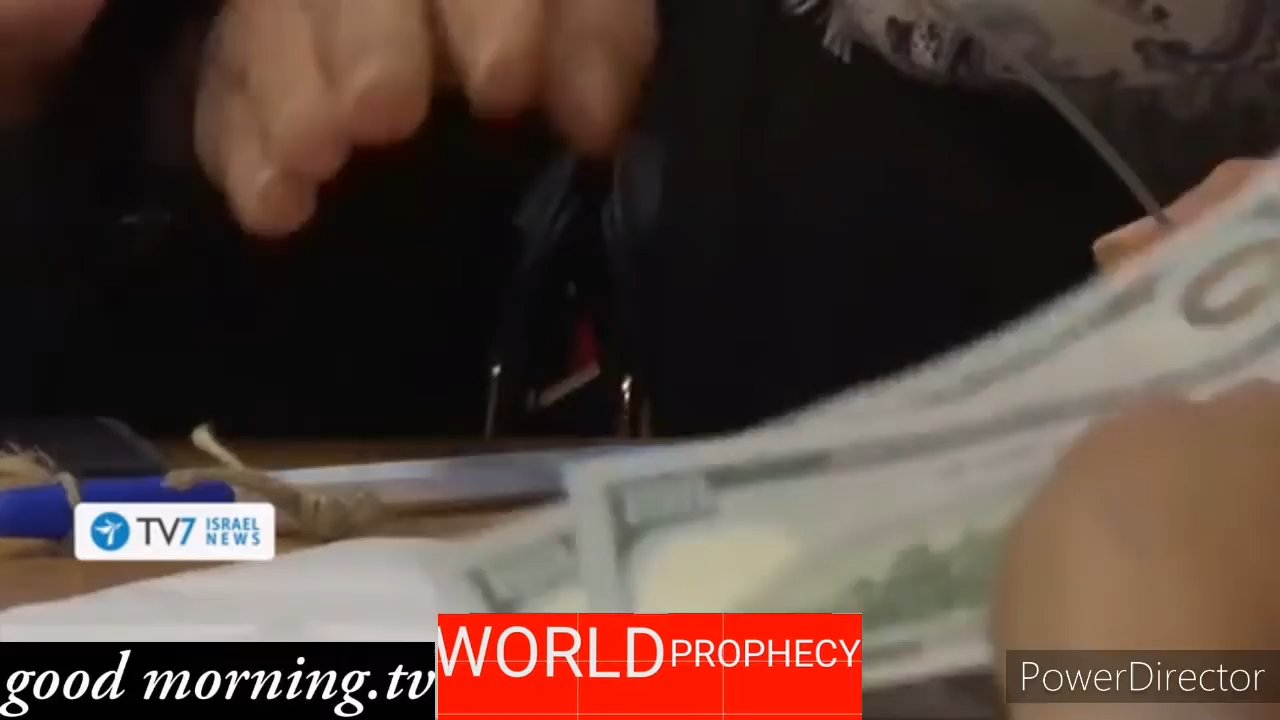 TV7 ISRAEL
NEWS
WORLD PROPHECY
good morning.tv
PowerDirector